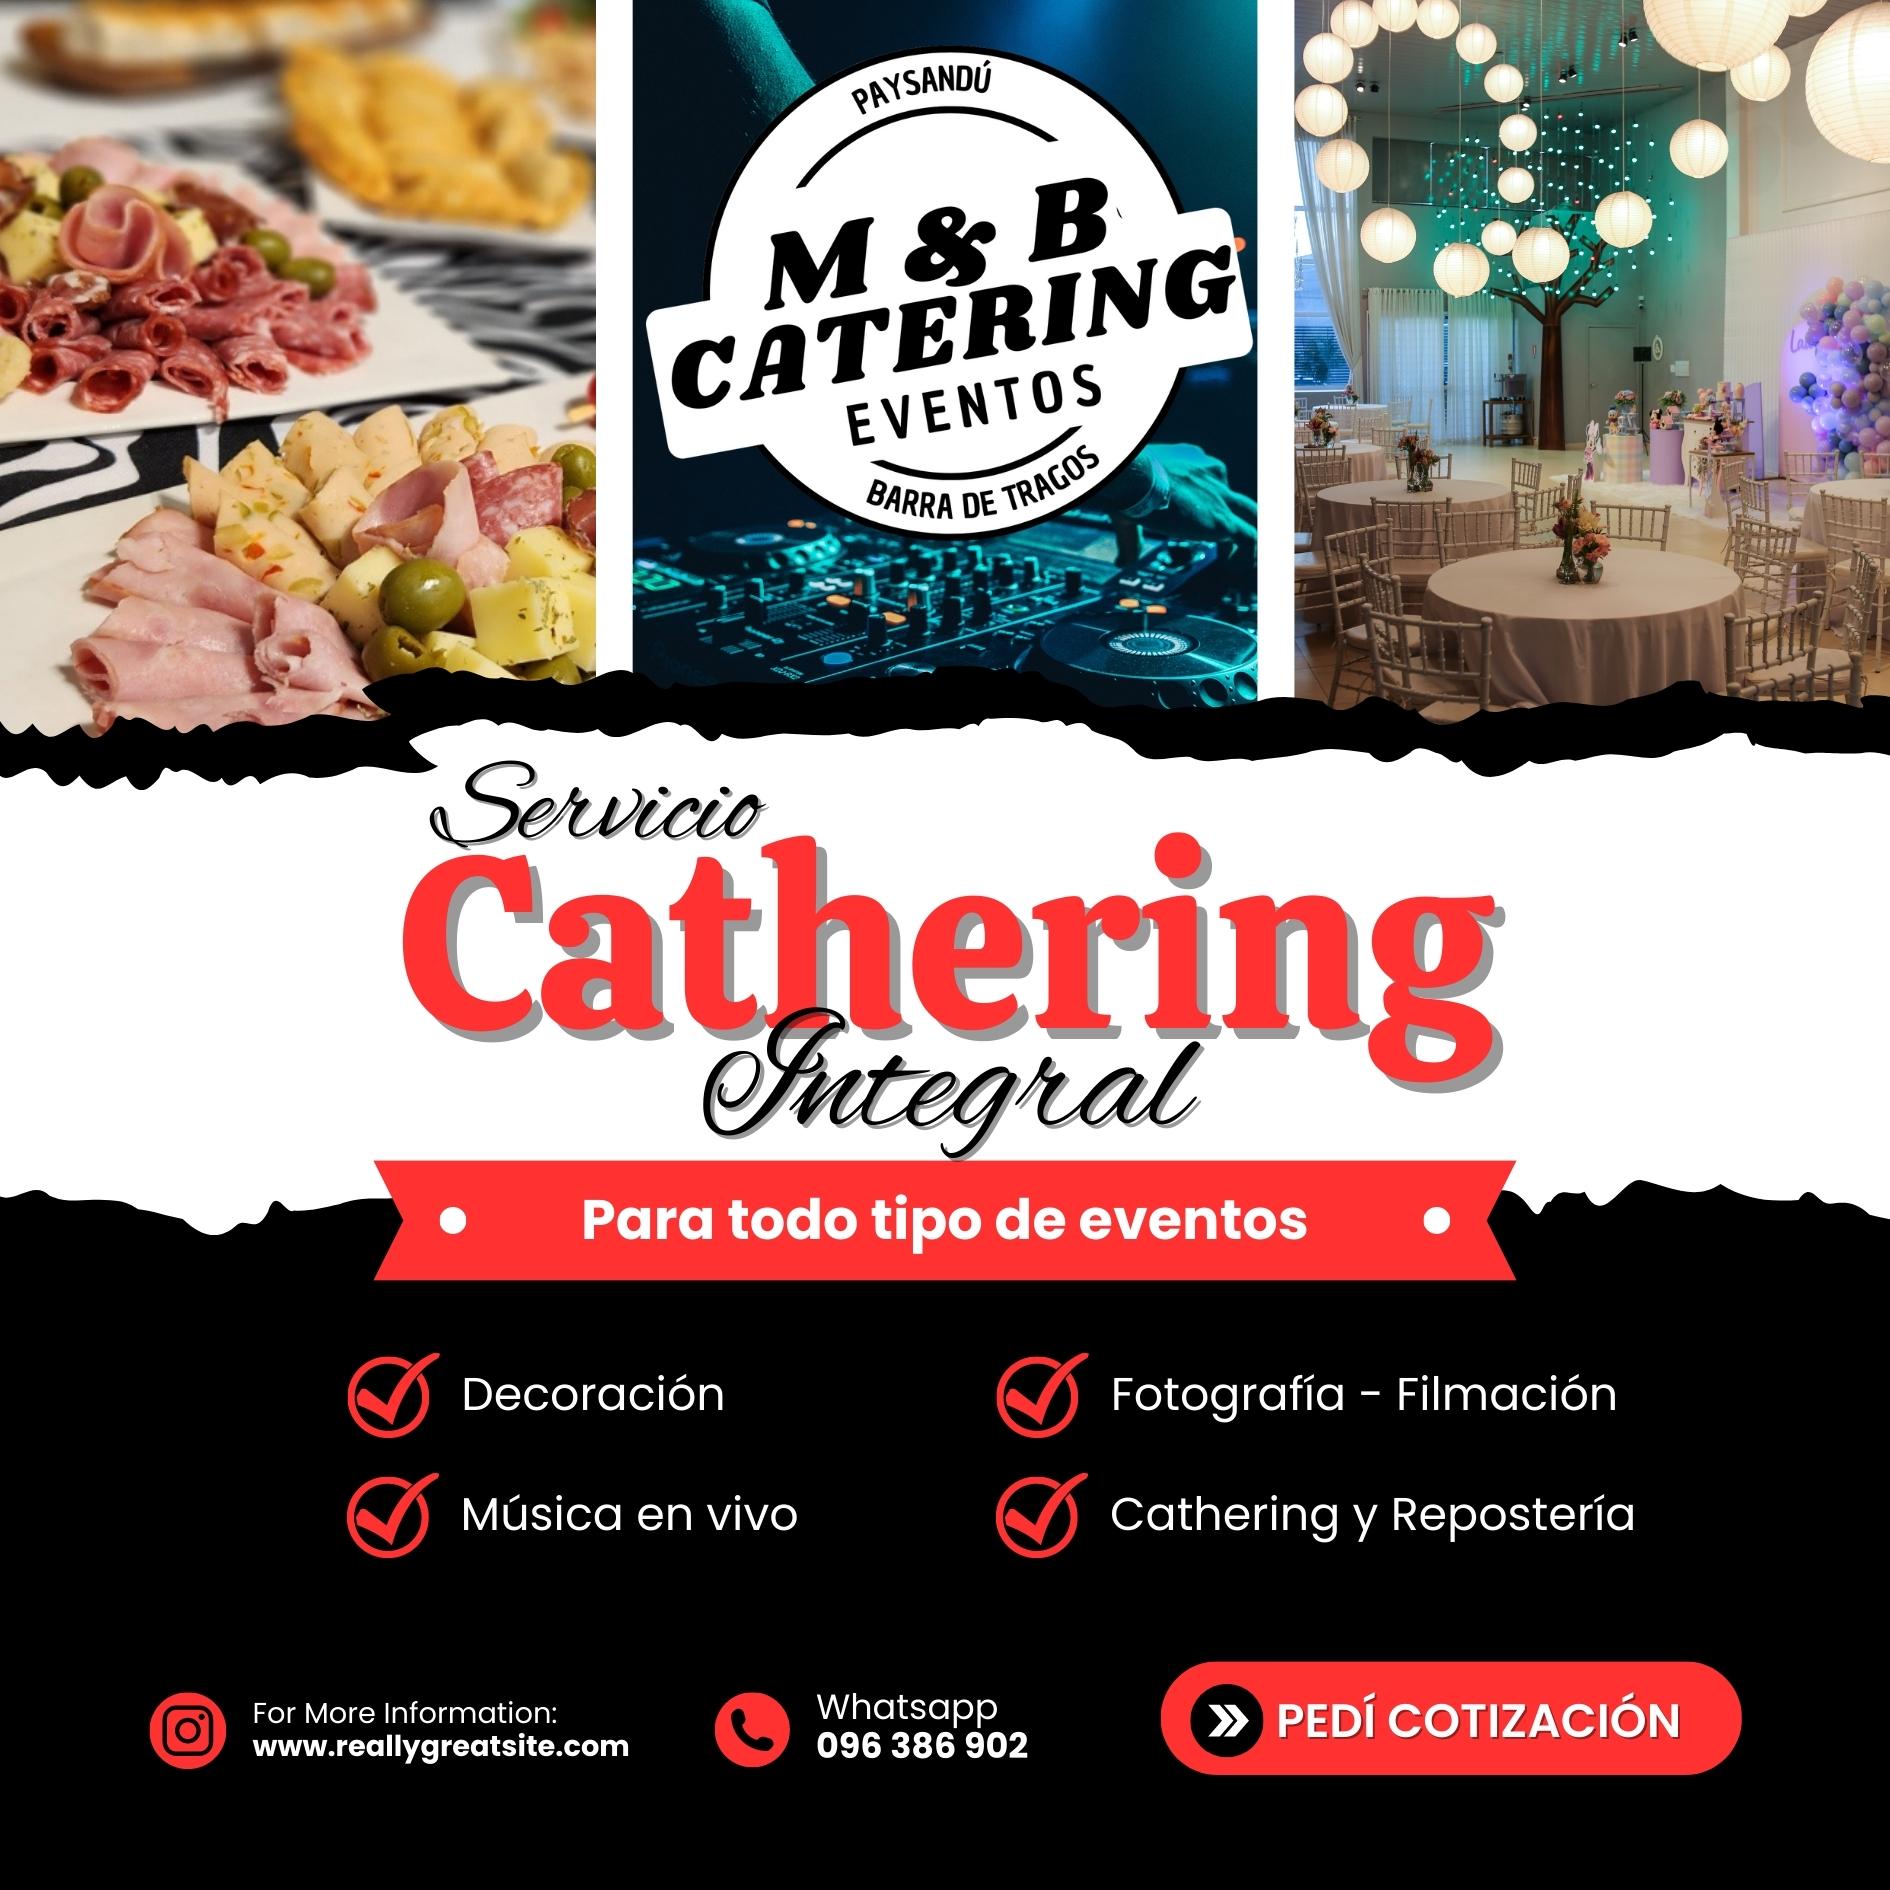 PAYSANDÚ
M & B
CATERING
EVENTOS
BARRA DE TRAGOS
Servicio
Cathering
Integral
Para todo tipo de eventos
Decoración
Fotografía - Filmación
Música en vivo
Cathering y Repostería
For More Information:
www.reallygreatsite.com
Whatsapp
096 386 902
PEDÍ COTIZACIÓN